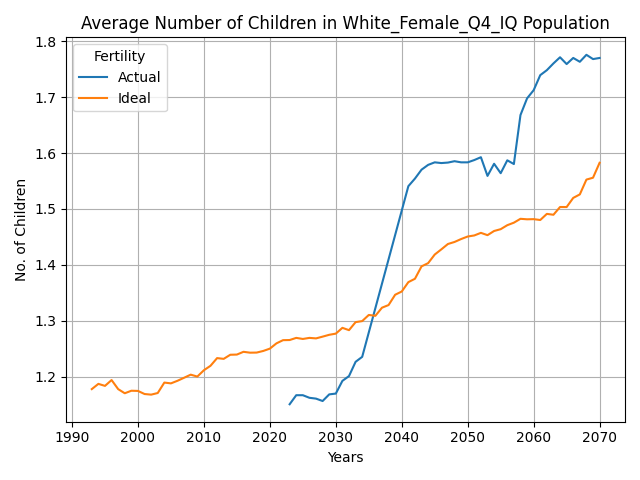 Average Number of Children in White_Female_Q4_IQ Population
Fertility
Actual
Ideal
No. of Children
1.8
1.7
1.6
1.5
1.4
1.3
1.2
1990 2000 2010 2020 2030 2040 2050 2060 2070
Years